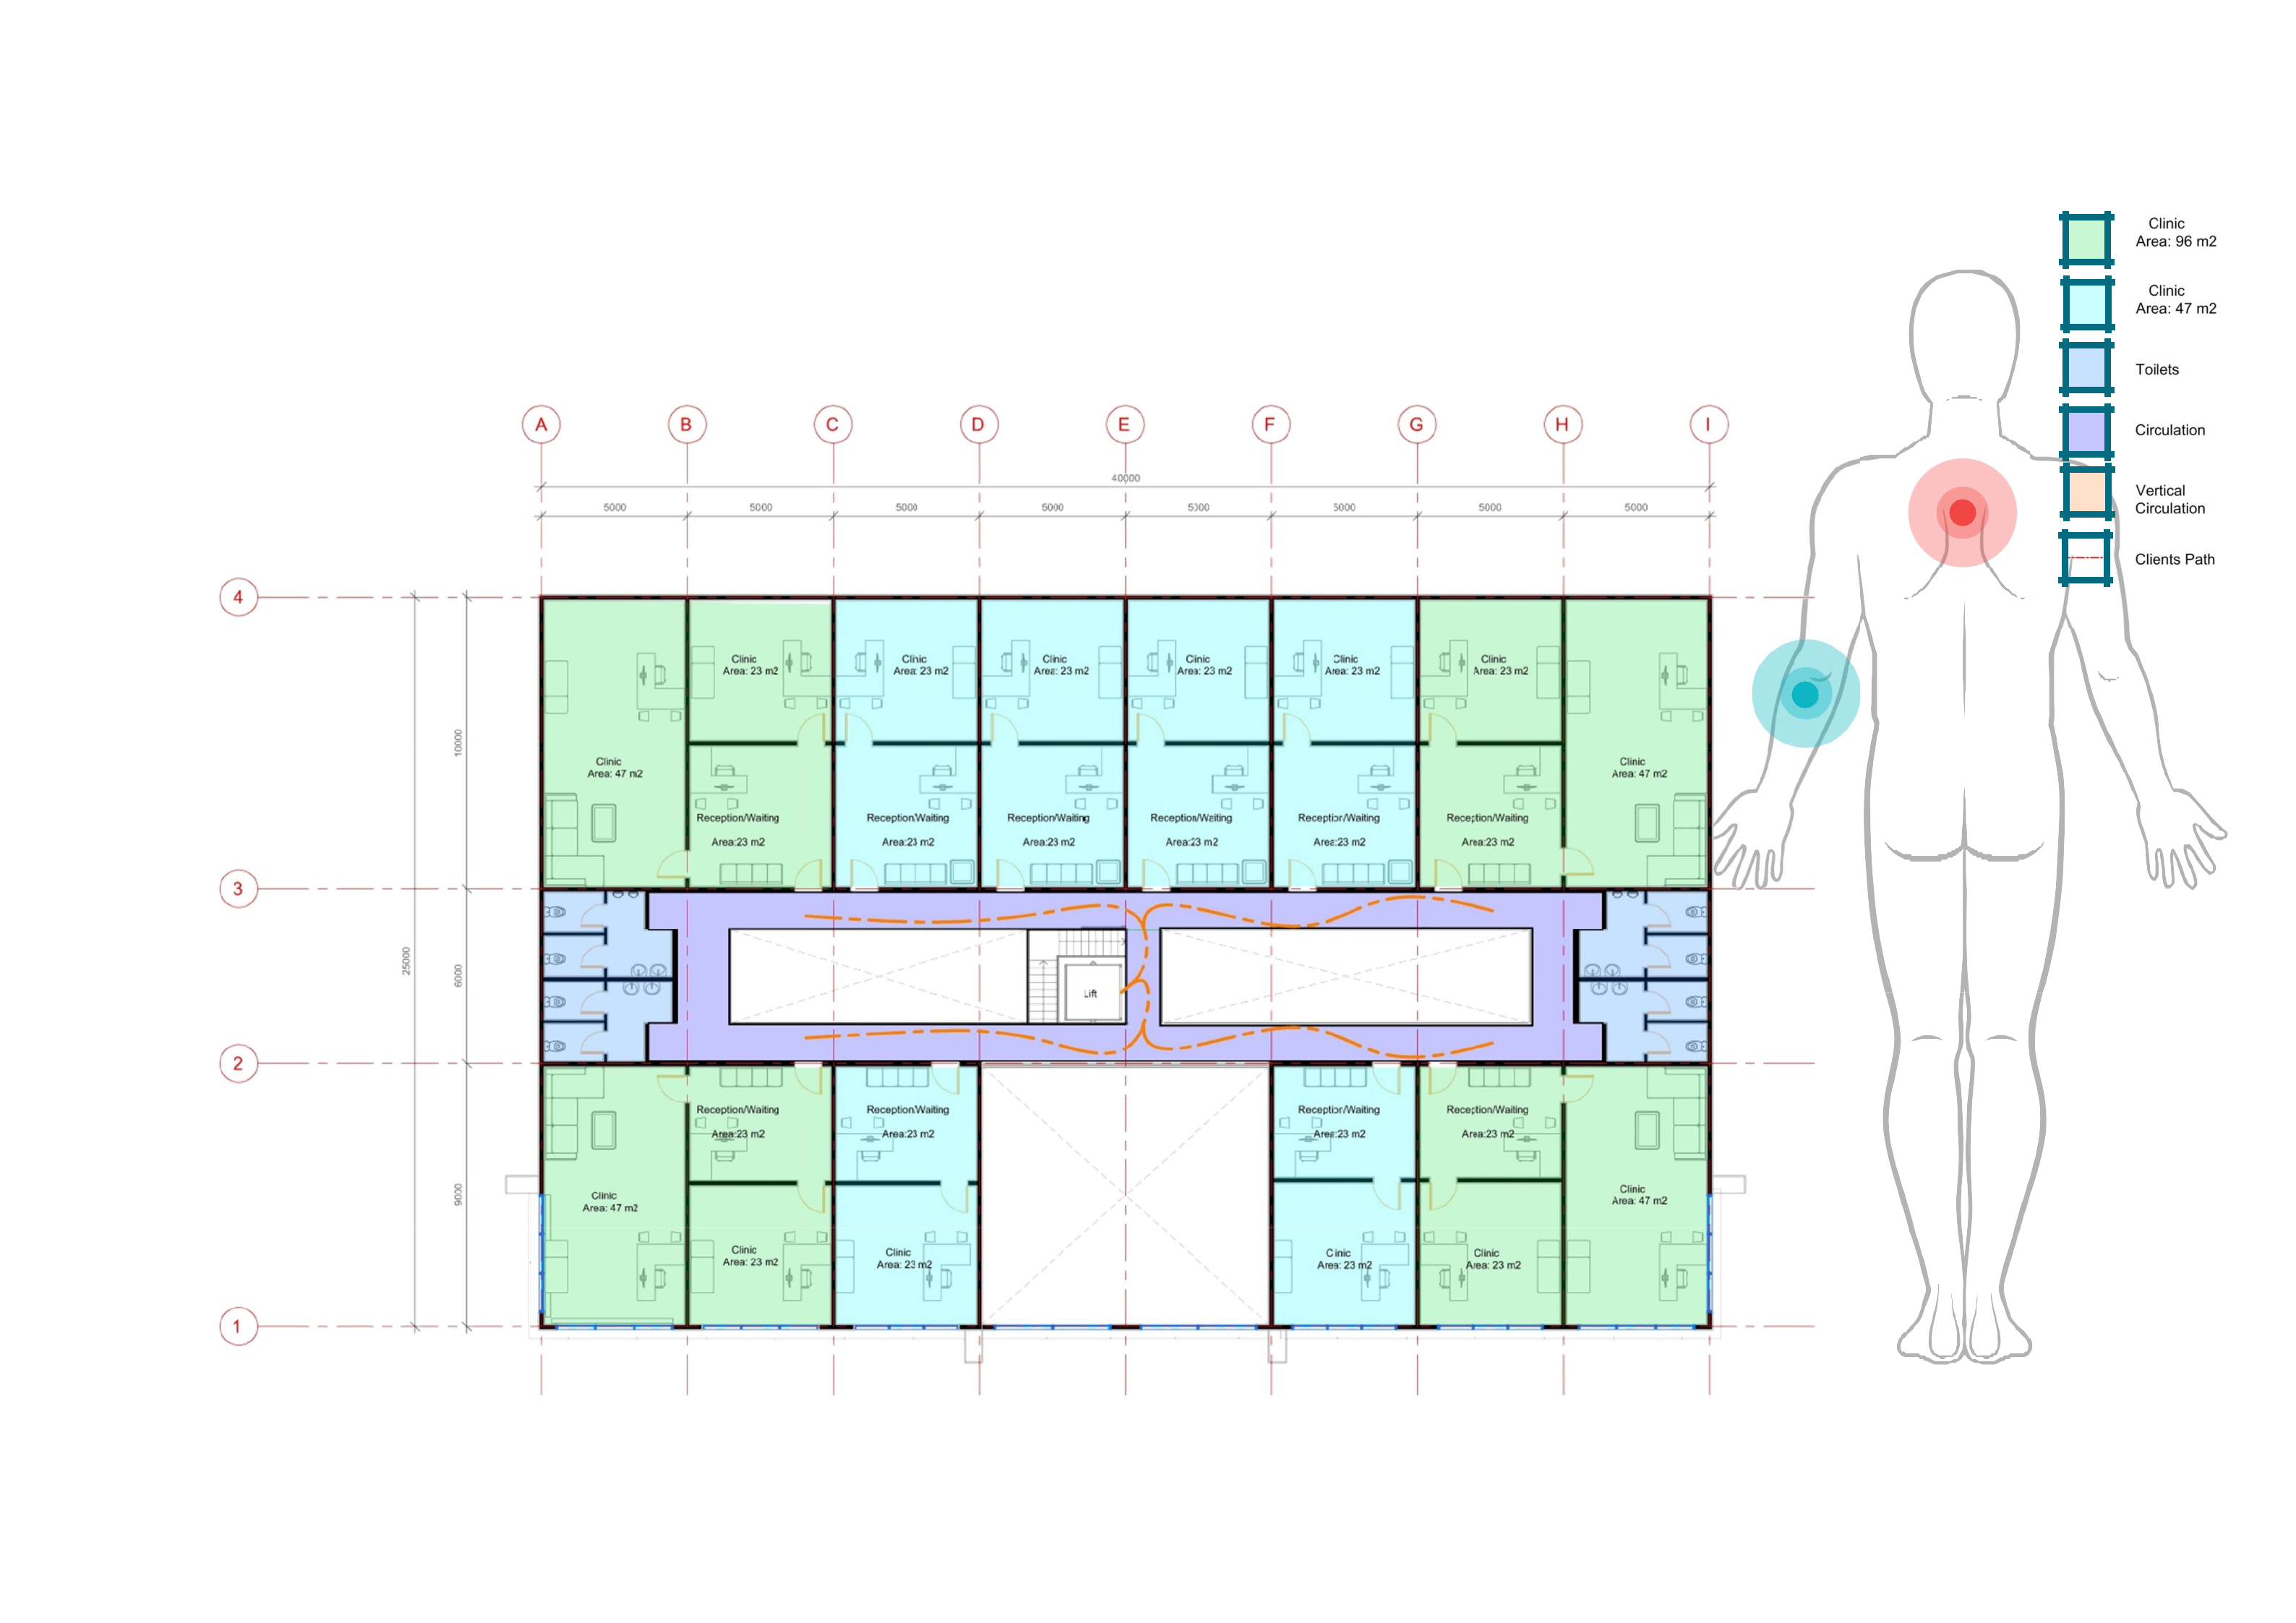 Clinic
Area: 96 m2
Clinic
Area: 47 m2
Toilets
Circulation
Vertical
Circulation
Clients Path
A B C D E F G H I
40000
5000 5000 5000 5000 5000 5000 5000 5000
4
3
2
1
25000
10000
6000
9000
Clinic
Area: 23 m2
Clinic
Area: 23 m2
Clinic
Area: 23 m2
Clinic
Area: 23 m2
Clinic
Area: 23 m2
Clinic
Area: 23 m2
Clinic
Area: 47 m2
Clinic
Area: 47 m2
Reception/Waiting
Area:23 m2
Reception/Waiting
Area:23 m2
Reception/Waiting
Area:23 m2
Reception/Waiting
Area:23 m2
Reception/Waiting
Area:23 m2
Reception/Waiting
Area:23 m2
Lift
Reception/Waiting
Area:23 m2
Reception/Waiting
Area:23 m2
Reception/Waiting
Area:23 m2
Reception/Waiting
Area:23 m2
Clinic
Area: 47 m2
Clinic
Area: 47 m2
Clinic
Area: 23 m2
Clinic
Area: 23 m2
Clinic
Area: 23 m2
Clinic
Area: 23 m2